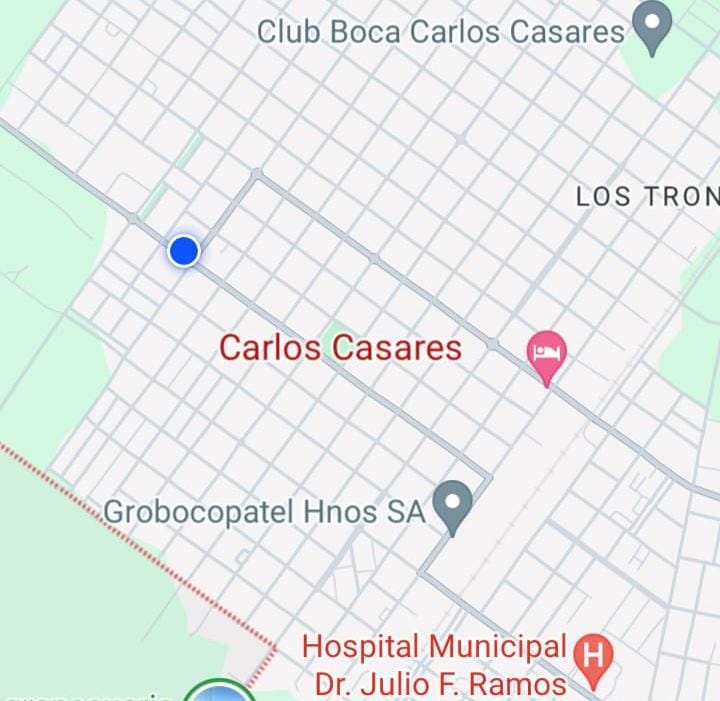 Club Boca Carlos Casares
LOS TRON
Carlos Casares
Grobocopatel Hnos SA
Hospital Municipal
Dr. Julio F. Ramos
H